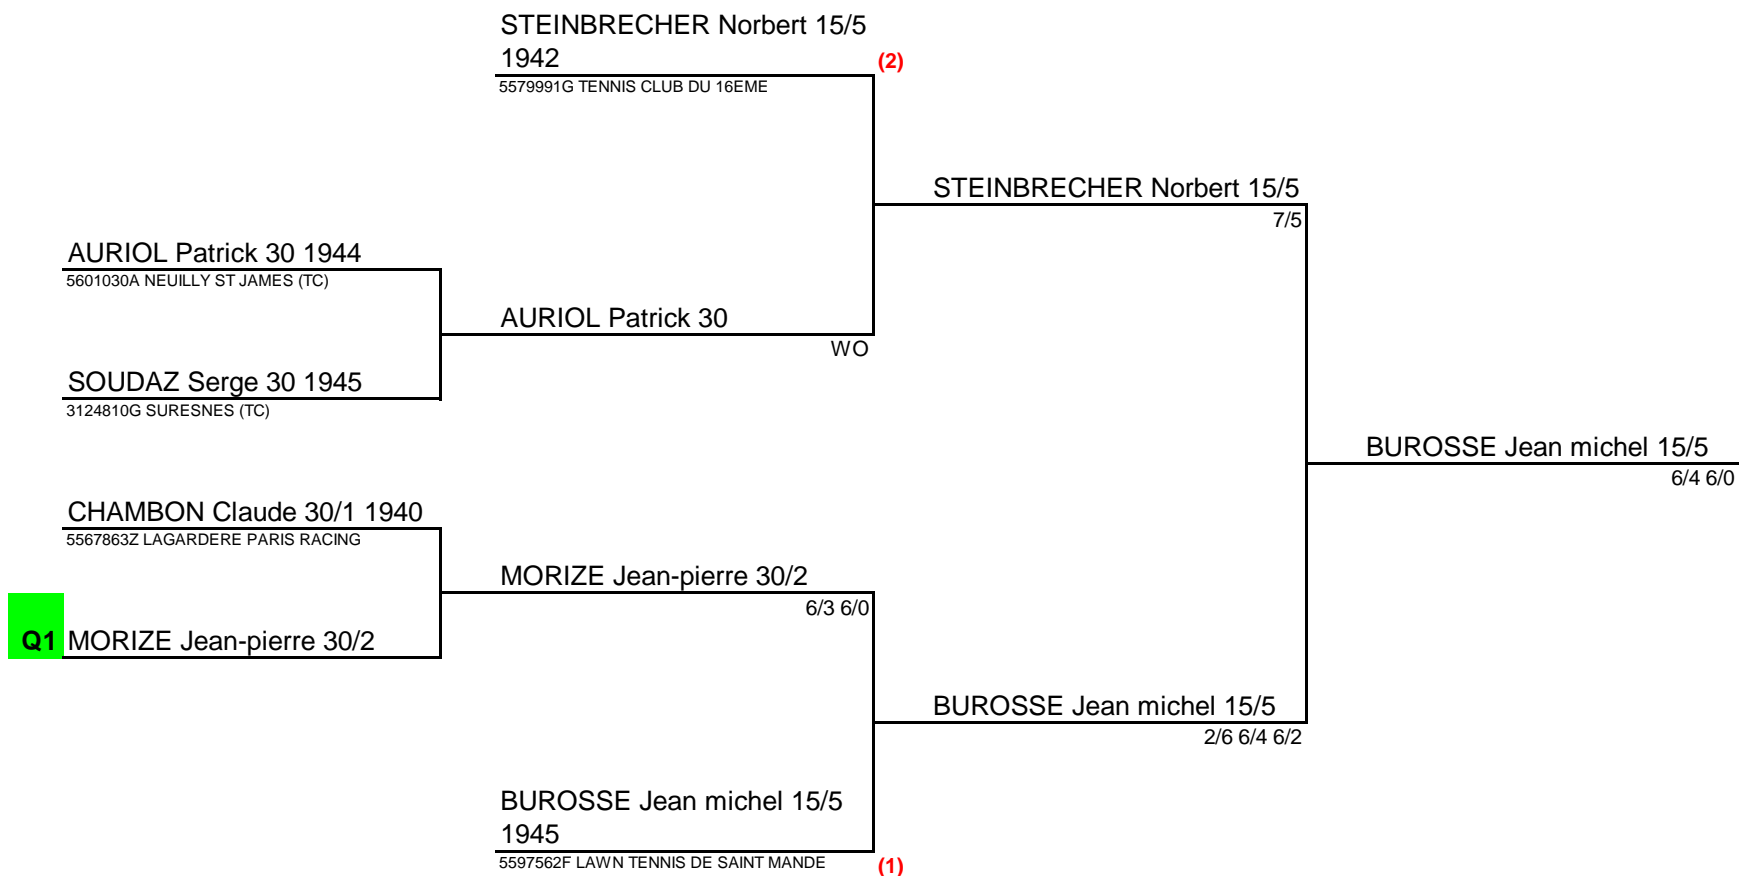 STEINBRECHER Norbert 15/5
1942
(2)
5579991G TENNIS CLUB DU 16EME
STEINBRECHER Norbert 15/5
7/5
AURIOL Patrick 30 1944
5601030A NEUILLY ST JAMES (TC)
AURIOL Patrick 30
WO
SOUDAZ Serge 30 1945
3124810G SURESNES (TC)
BUROSSE Jean michel 15/5
6/4 6/0
CHAMBON Claude 30/1 1940
5567863Z LAGARDERE PARIS RACING
MORIZE Jean-pierre 30/2
6/3 6/0
Q1 MORIZE Jean-pierre 30/2
BUROSSE Jean michel 15/5
2/6 6/4 6/2
BUROSSE Jean michel 15/5
1945
5597562F LAWN TENNIS DE SAINT MANDE
(1)